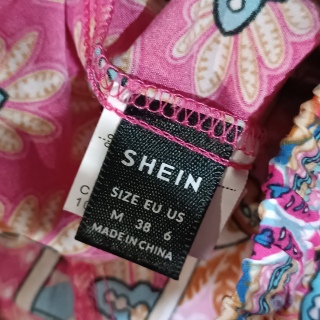 SHEIN
SIZE EU US
M 38 6
MADE IN CHINA